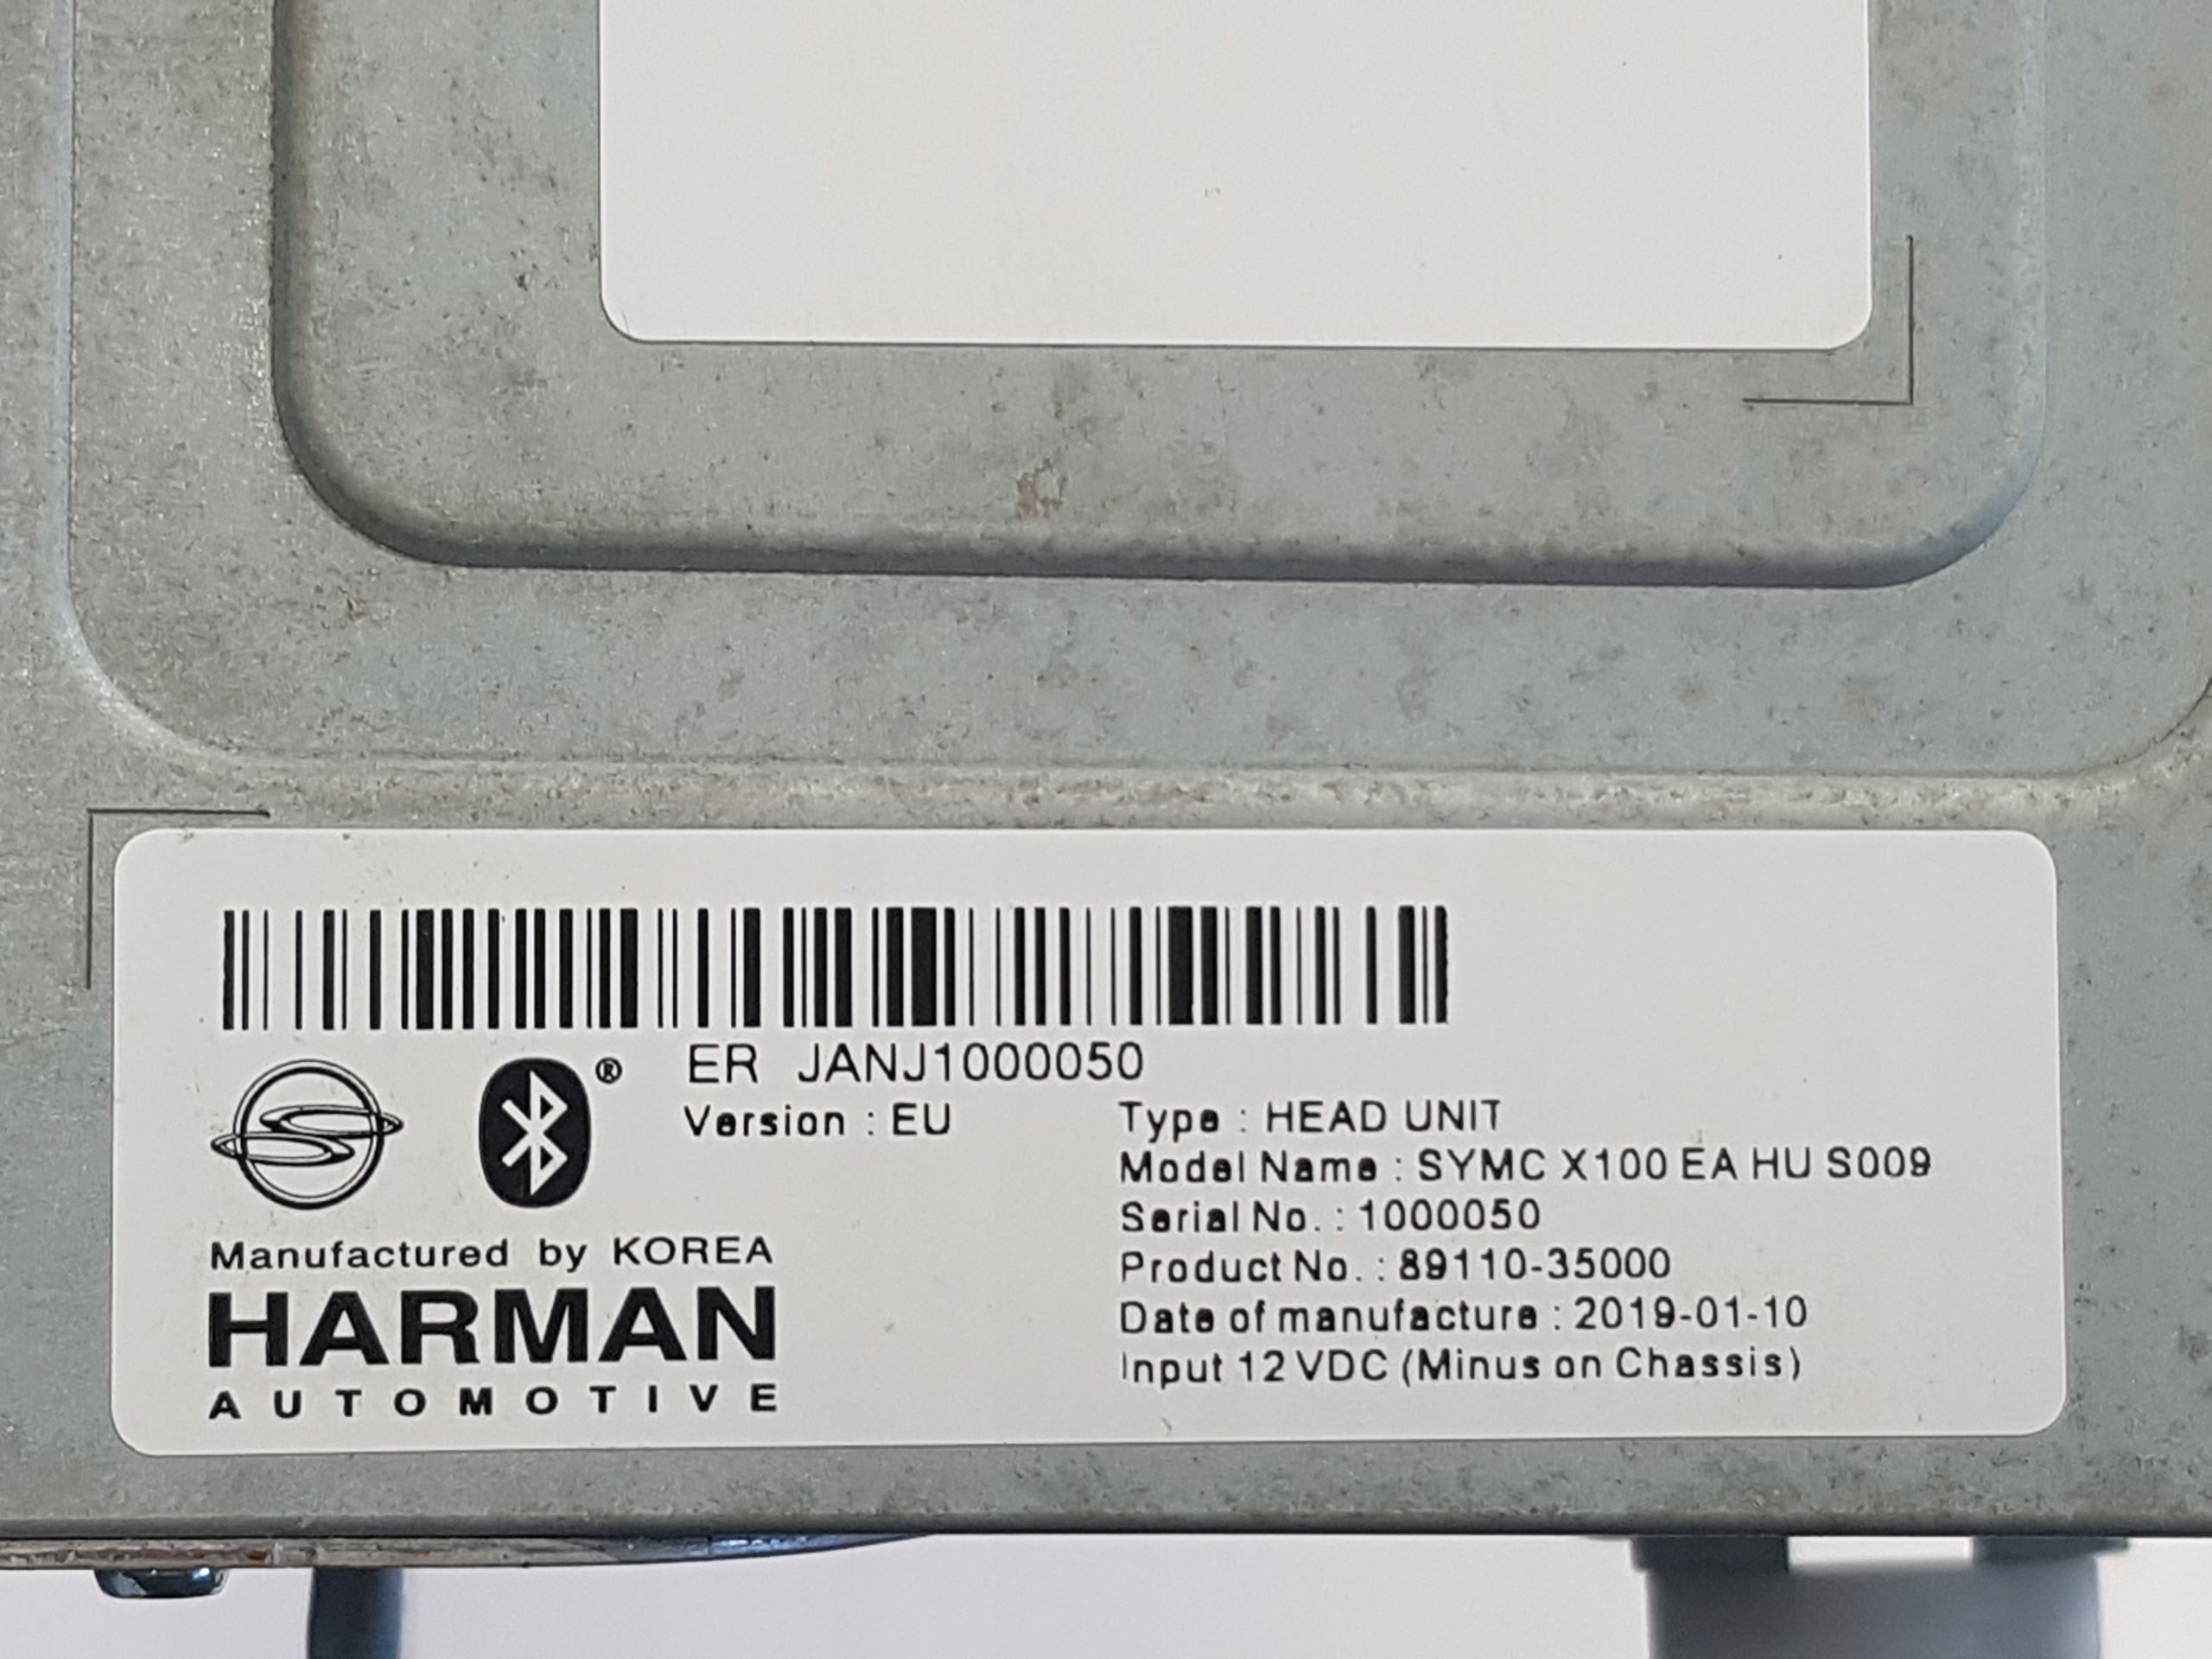 ER JANJ1000050
Version : EU
Type : HEAD UNIT
Model Name : SYMC X100 EA HU S009
Serial No. : 1000050
Product No. : 89110-35000
Date of manufacture : 2019-01-10
Input 12 VDC (Minus on Chassis)
®
Manufactured by KOREA
HARMAN
AUTOMOTIVE